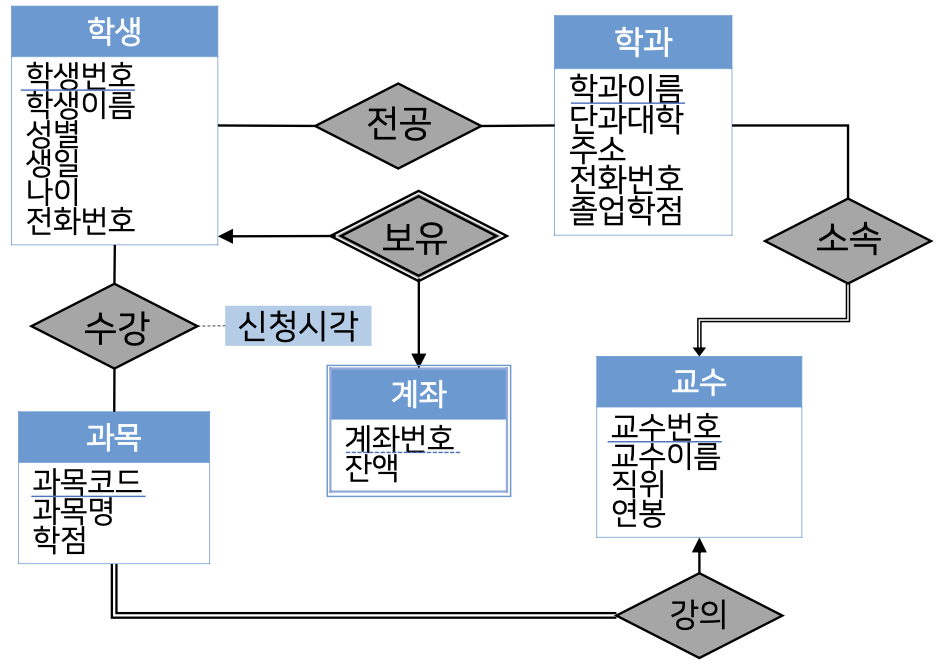 학생
학생번호
학생이름
성별
생일
나이
전화번호
전공
학과
학과이름
단과대학
주소
전화번호
졸업학점
보유
소속
수강
신청시각
계좌
계좌번호
잔액
교수
교수번호
교수이름
직위
연봉
과목
과목코드
과목명
학점
강의